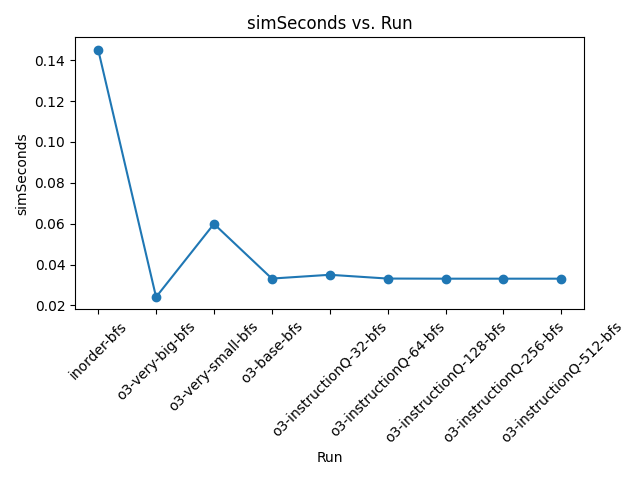 simSeconds vs. Run
simSeconds
0.14
0.12
0.10
0.08
0.06
0.04
0.02
inorder-bfs
o3-very-big-bfs
o3-very-small-bfs
o3-base-bfs
o3-instructionQ-32-bfs
o3-instructionQ-64-bfs
o3-instructionQ-128-bfs
o3-instructionQ-256-bfs
o3-instructionQ-512-bfs
Run